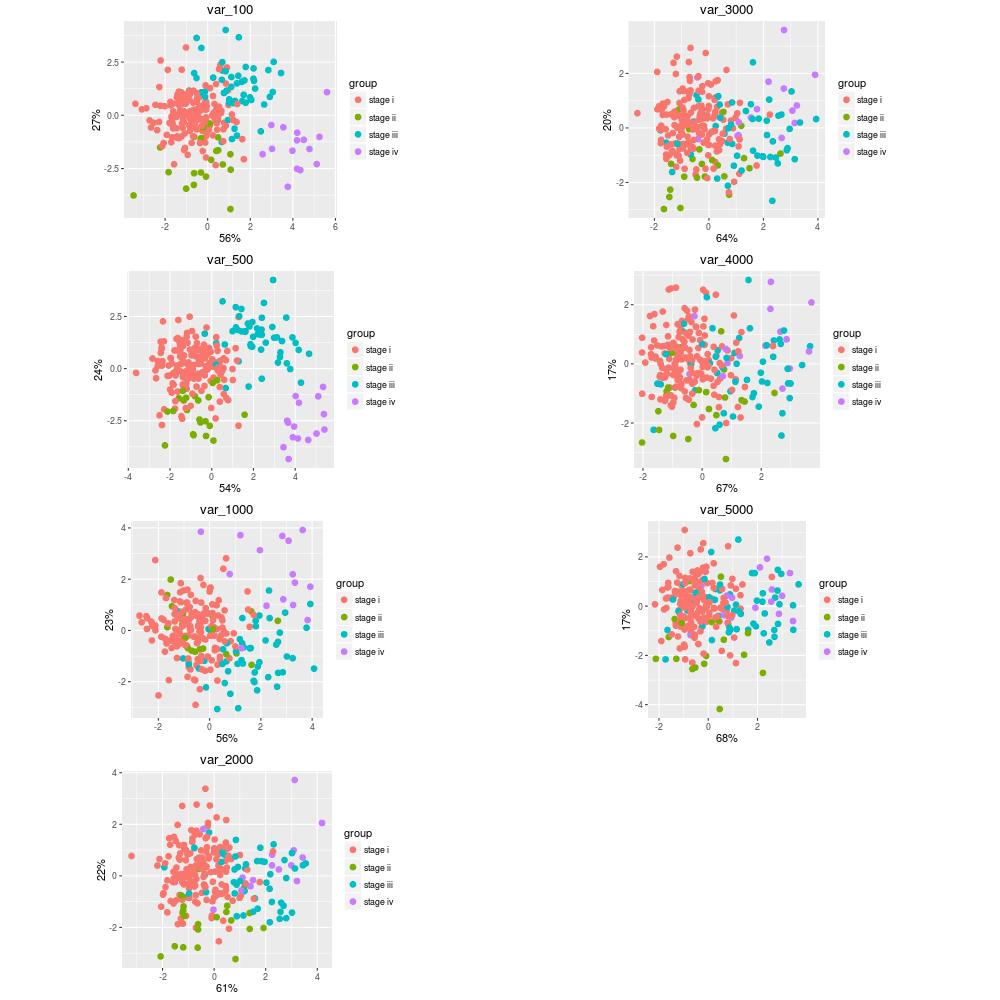 var_100
27%
2.5
0.0
-2.5
-2 0 2 4 6
56%
group
stage i
stage ii
stage iii
stage iv
var_3000
20%
2
0
-2
-2 0 2 4
64%
group
stage i
stage ii
stage iii
stage iv
var_500
24%
2.5
0.0
-2.5
-4 -2 0 2 4
54%
group
stage i
stage ii
stage iii
stage iv
var_4000
17%
2
0
-2
-2 0 2
67%
group
stage i
stage ii
stage iii
stage iv
var_1000
23%
4
2
0
-2
-2 0 2 4
56%
group
stage i
stage ii
stage iii
stage iv
var_5000
17%
2
0
-2
-4
-2 0 2
68%
group
stage i
stage ii
stage iii
stage iv
var_2000
22%
4
2
0
-2
-2 0 2 4
61%
group
stage i
stage ii
stage iii
stage iv